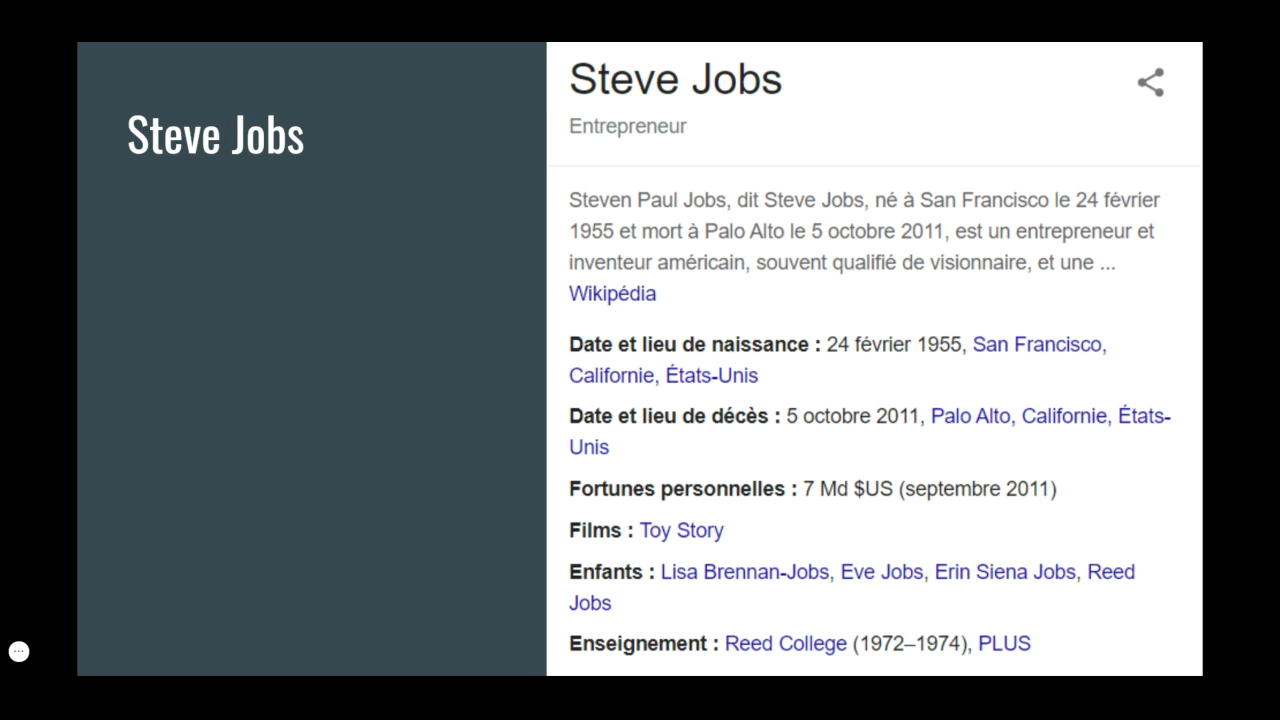 Steve Jobs
Steve Jobs
Entrepreneur
Steven Paul Jobs, dit Steve Jobs, né à San Francisco le 24 février
1955 et mort à Palo Alto le 5 octobre 2011, est un entrepreneur et
inventeur américain, souvent qualifié de visionnaire, et une ...
Wikipédia
Date et lieu de naissance : 24 février 1955, San Francisco,
Californie, États-Unis
Date et lieu de décès : 5 octobre 2011, Palo Alto, Californie, États-
Unis
Fortunes personnelles : 7 Md $US (septembre 2011)
Films : Toy Story
Enfants : Lisa Brennan-Jobs, Eve Jobs, Erin Siena Jobs, Reed
Jobs
Enseignement : Reed College (1972–1974), PLUS